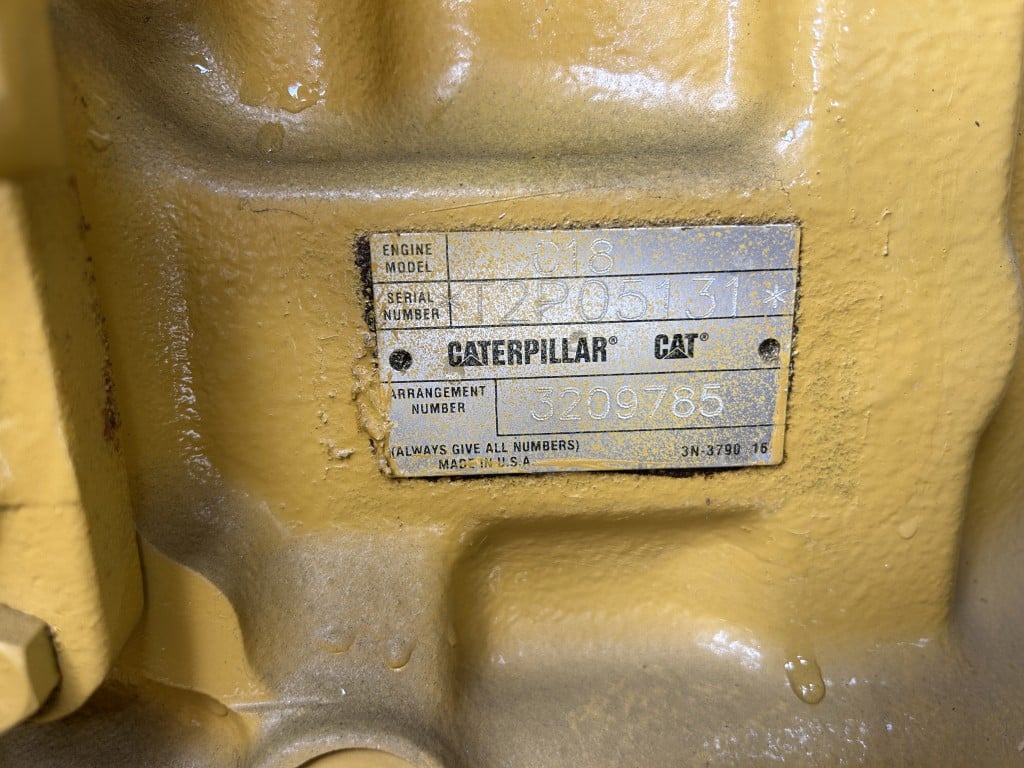 ENGINE MODEL C18
SERIAL NUMBER *T2P05131*
CATERPILLAR® CAT®
ARRANGEMENT NUMBER 3209785
(ALWAYS GIVE ALL NUMBERS) 3N-3790 16
MADE IN U.S.A